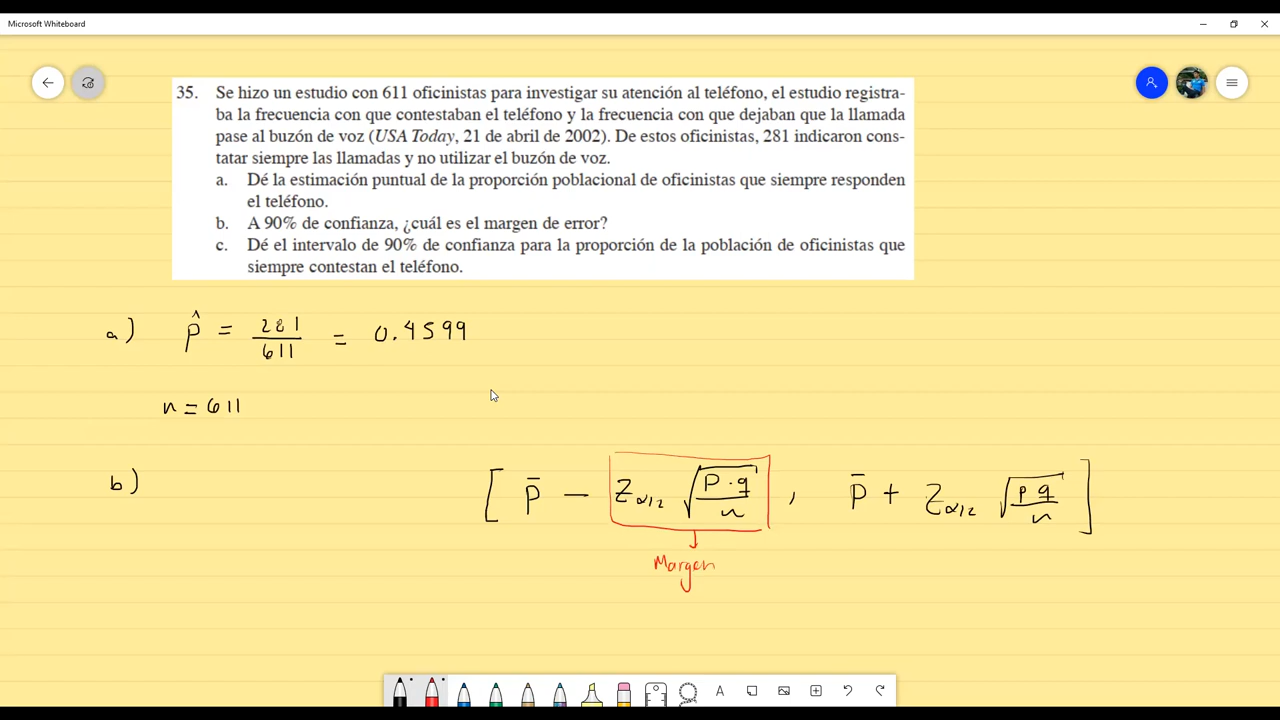 Microsoft Whiteboard
35. Se hizo un estudio con 611 oficinistas para investigar su atención al teléfono, el estudio registra-
ba la frecuencia con que contestaban el teléfono y la frecuencia con que dejaban que la llamada
pase al buzón de voz (USA Today, 21 de abril de 2002). De estos oficinistas, 281 indicaron cons-
tatar siempre las llamadas y no utilizar el buzón de voz.
a. Dé la estimación puntual de la proporción poblacional de oficinistas que siempre responden
el teléfono.
b. A 90% de confianza, ¿cuál es el margen de error?
c. Dé el intervalo de 90% de confianza para la proporción de la población de oficinistas que
siempre contestan el teléfono.
a) p̂ = 281/611 = 0.4599
n = 611
b) [ p̄ − Zα/2 √(p·q/n) , p̄ + Zα/2 √(pq/n) ]
Margen
A